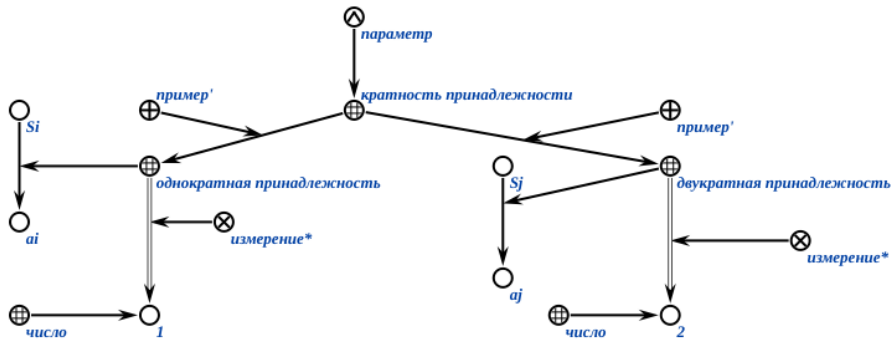 параметр
пример'
кратность принадлежности
Si
пример'
однократная принадлежность
Sj
двукратная принадлежность
ai
измерение*
измерение*
aj
число
1
число
2